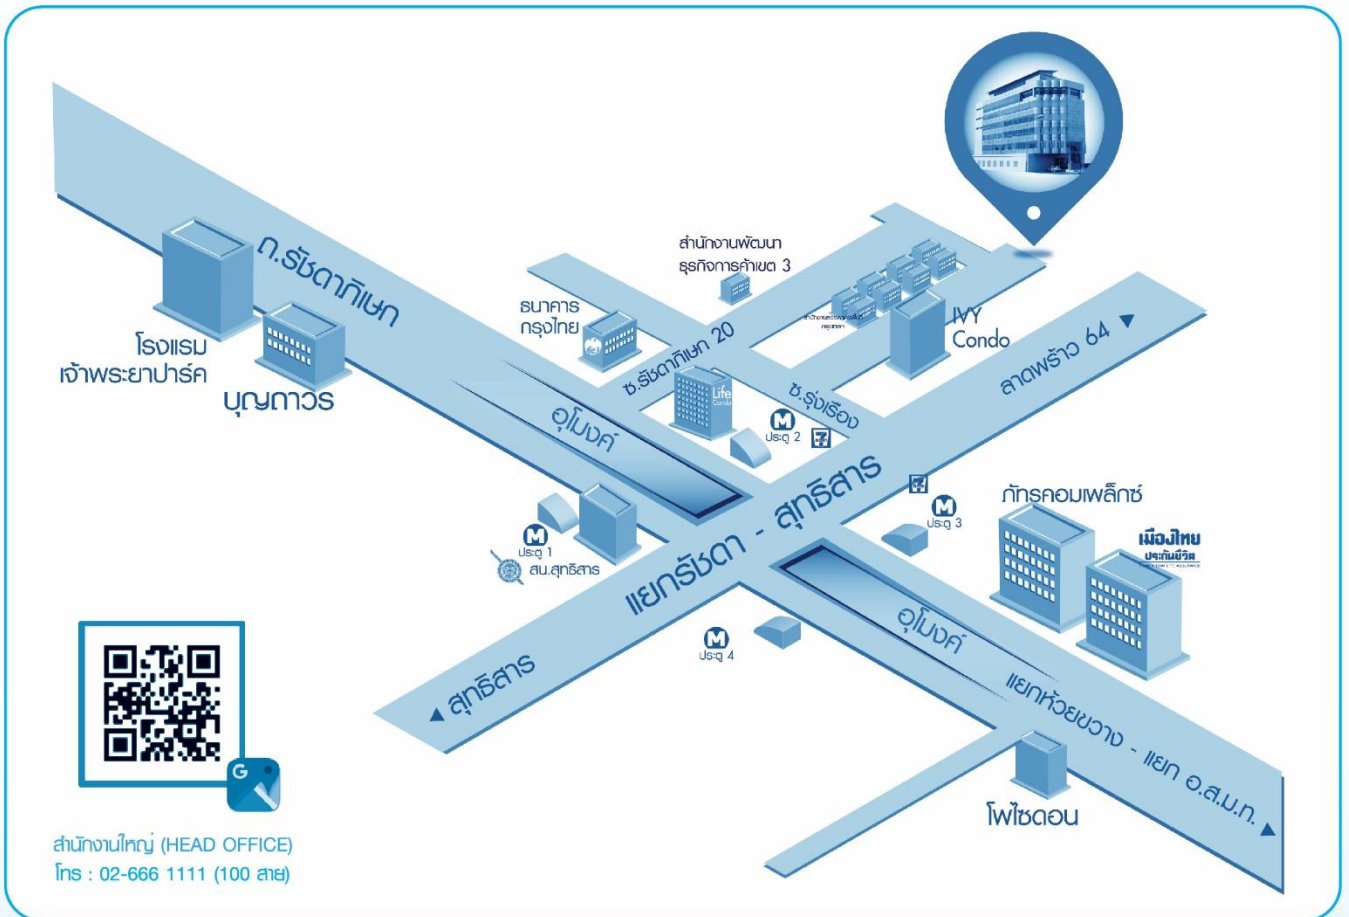 สำนักงานพัฒนา
ธุรกิจการค้าเขต 3
ถ.รัชดาภิเษก
ธนาคาร
กรุงไทย
โรงแรม
เจ้าพระยาปาร์ค
บุญถาวร
ซ.รัชดาภิเษก 20
IVY
Condo
ลาดพร้าว 64
Life
Condo
ซ.รุ่งเรือง
M
ประตู 2
7
อุโมงค์
แยกรัชดา - สุทธิสาร
7
M
ประตู 3
ภัทรคอมเพล็กซ์
เมืองไทย
ประกันชีวิต
M
ประตู 1
สน.สุทธิสาร
M
ประตู 4
อุโมงค์
สุทธิสาร
แยกห้วยขวาง - แยก อ.ส.ม.ท.
โพไซดอน
G
สำนักงานใหญ่ (HEAD OFFICE)
โทร : 02-666 1111 (100 สาย)